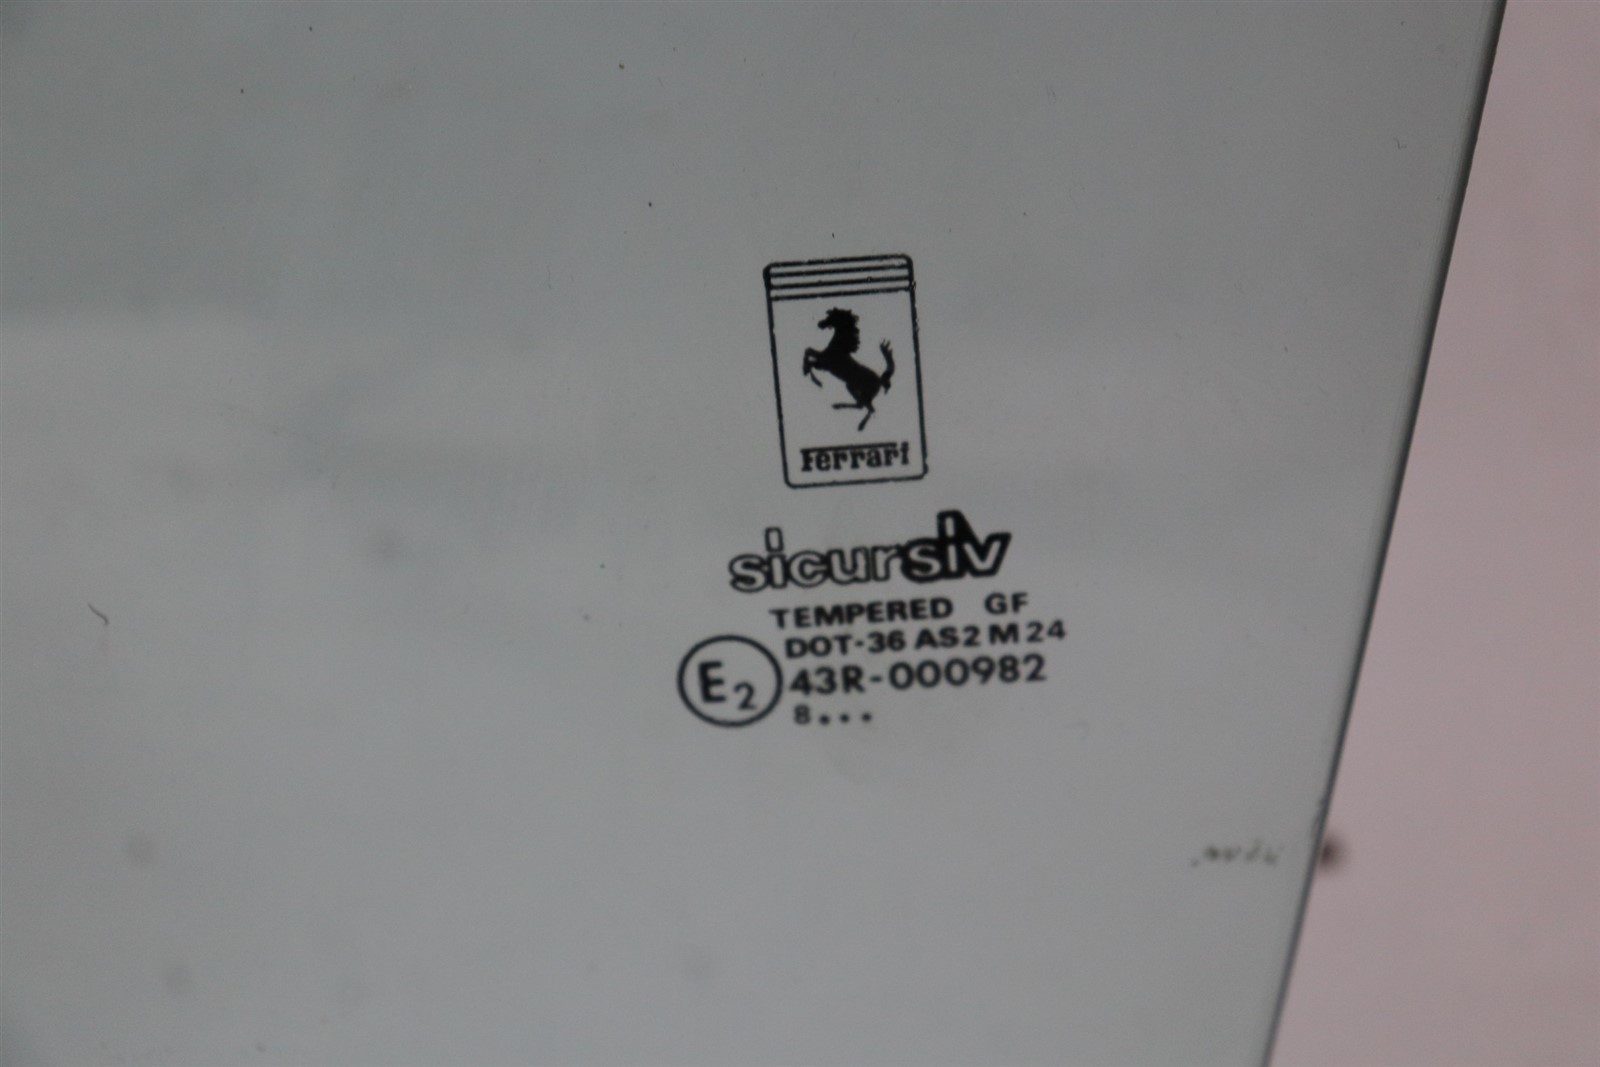 Ferrari
sicursiv
TEMPERED GF
DOT-36 AS2 M24
E2 43R-000982
8...